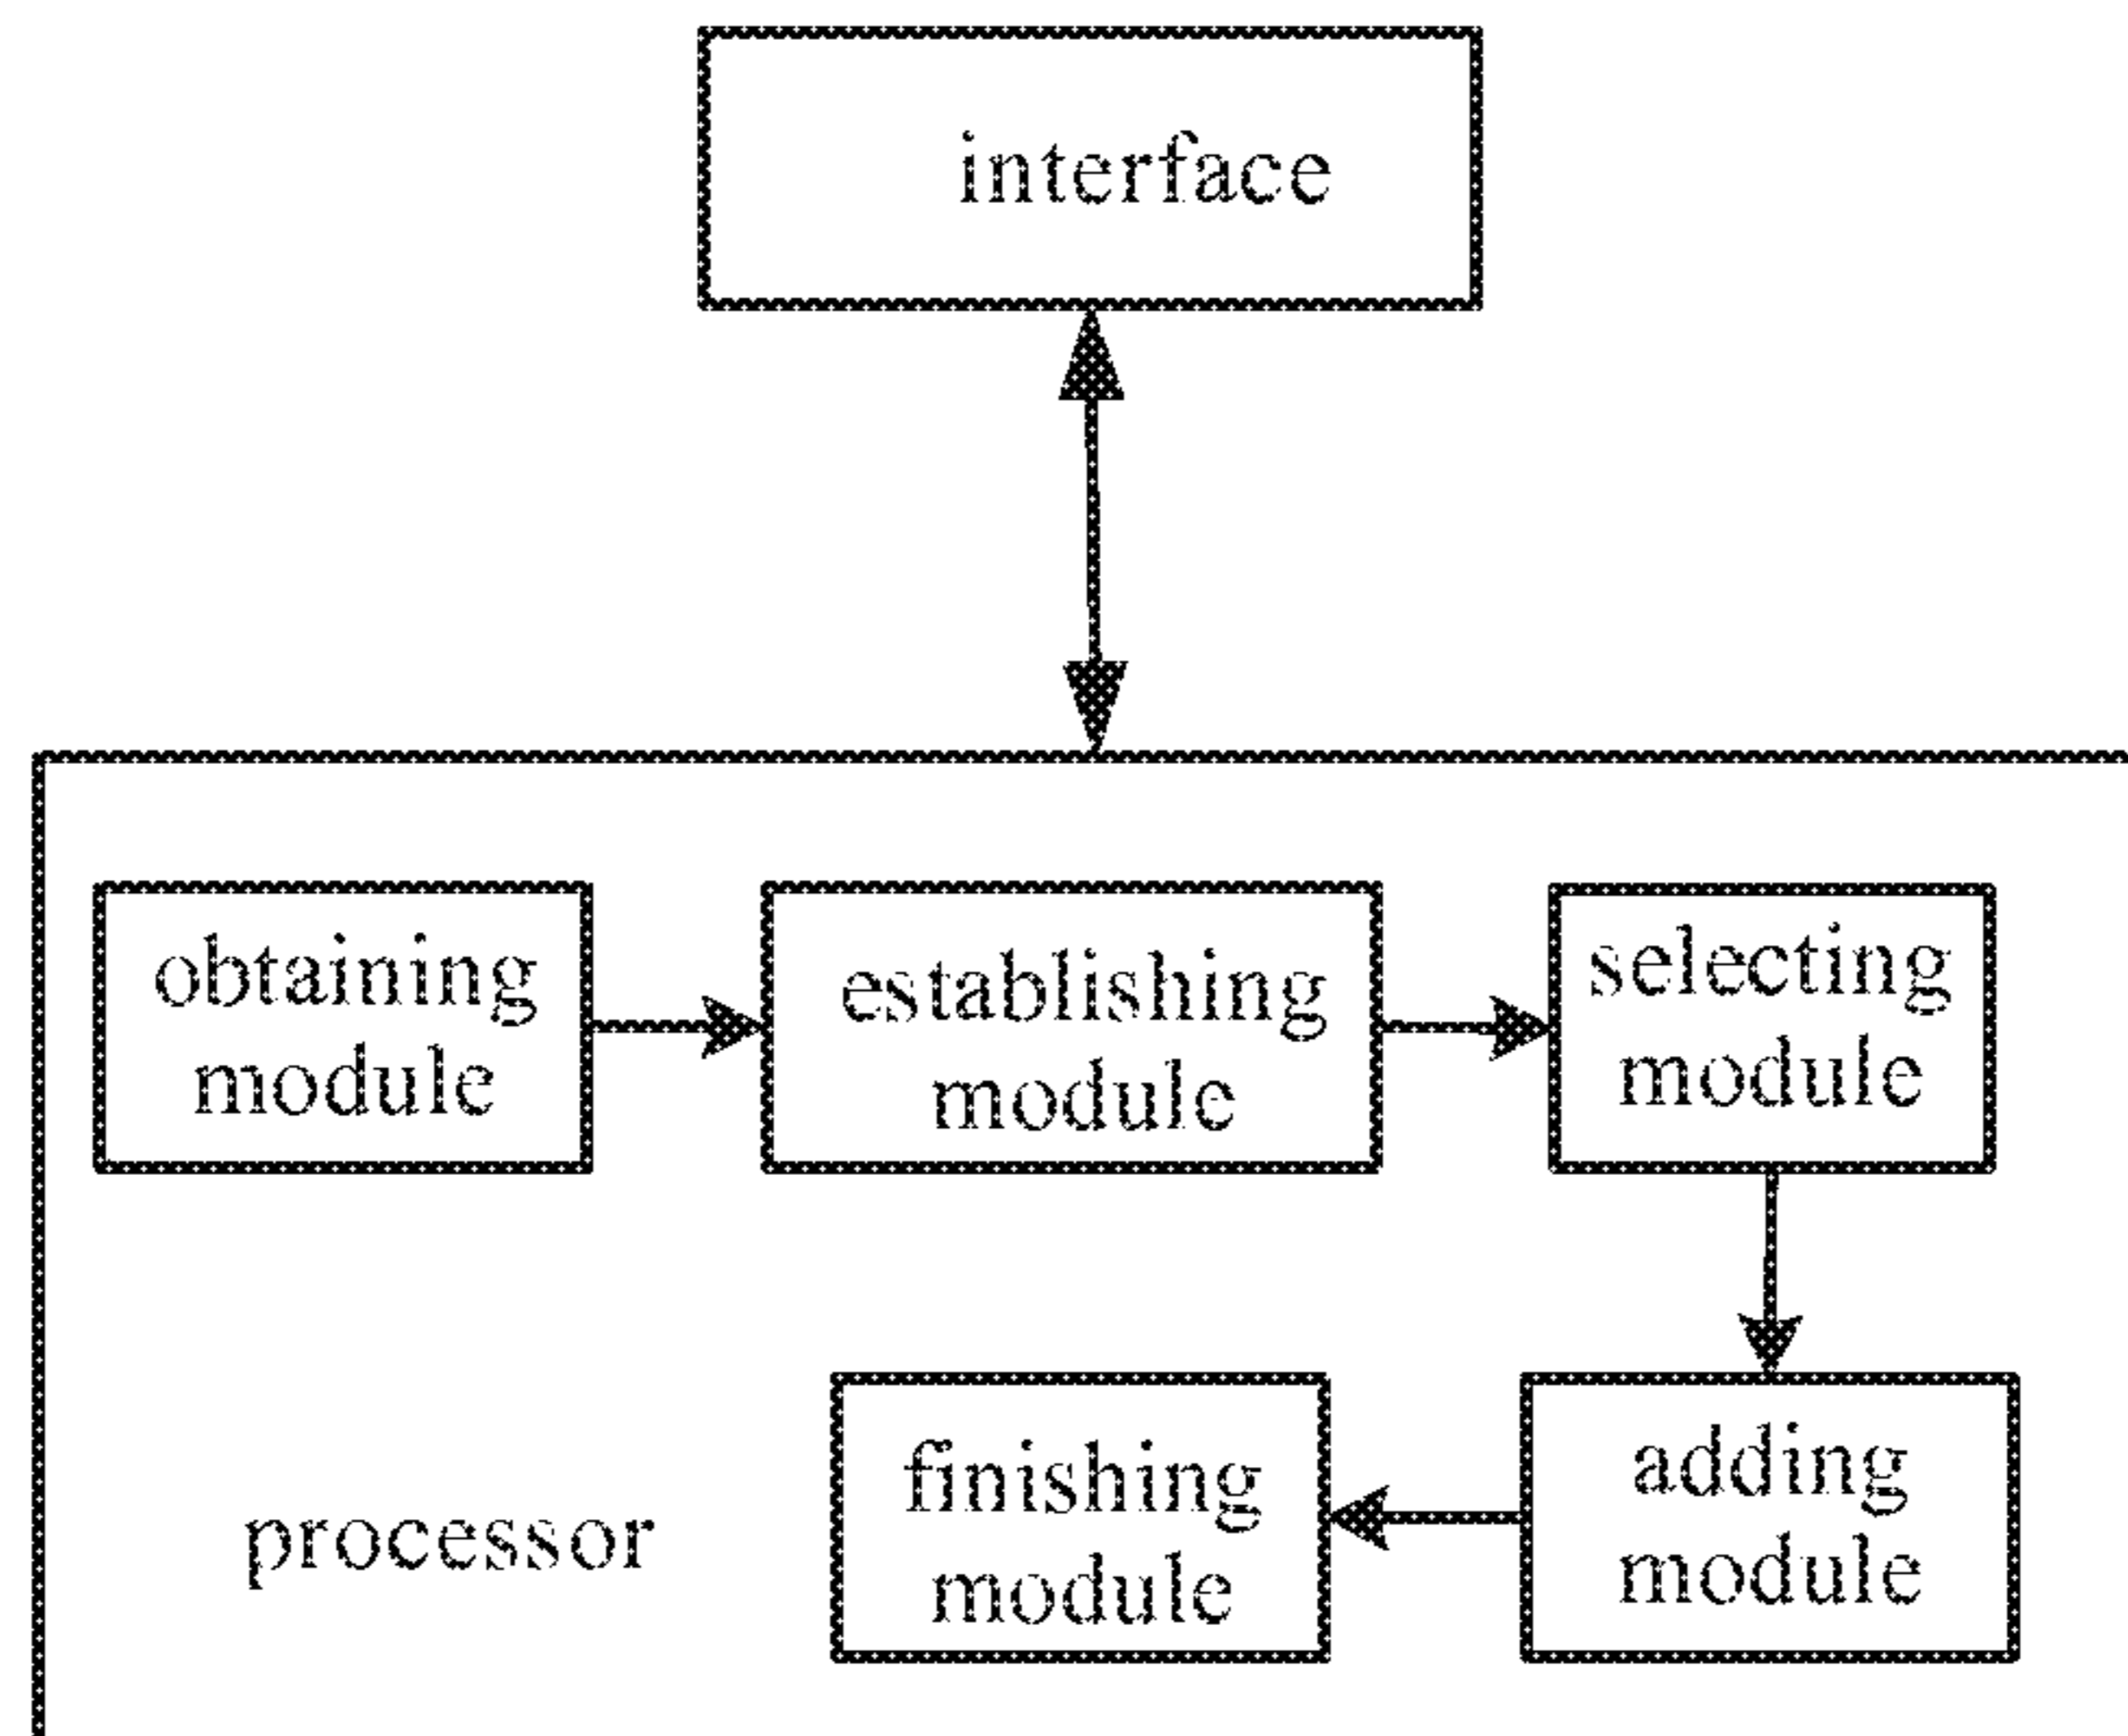 interface
obtaining
module
establishing
module
selecting
module
finishing
module
adding
module
processor